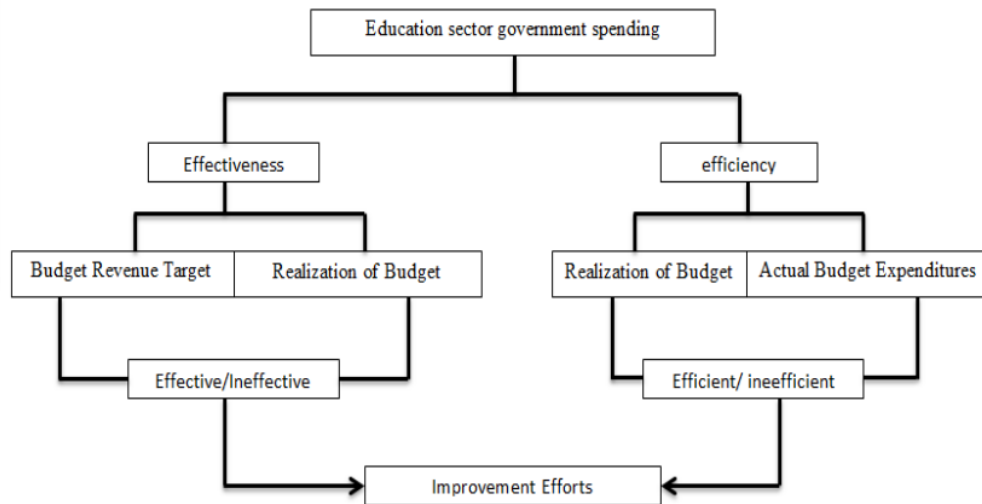 Education sector government spending
Effectiveness
efficiency
Budget Revenue Target
Realization of Budget
Realization of Budget
Actual Budget Expenditures
Effective/Ineffective
Efficient/ ineefficient
Improvement Efforts